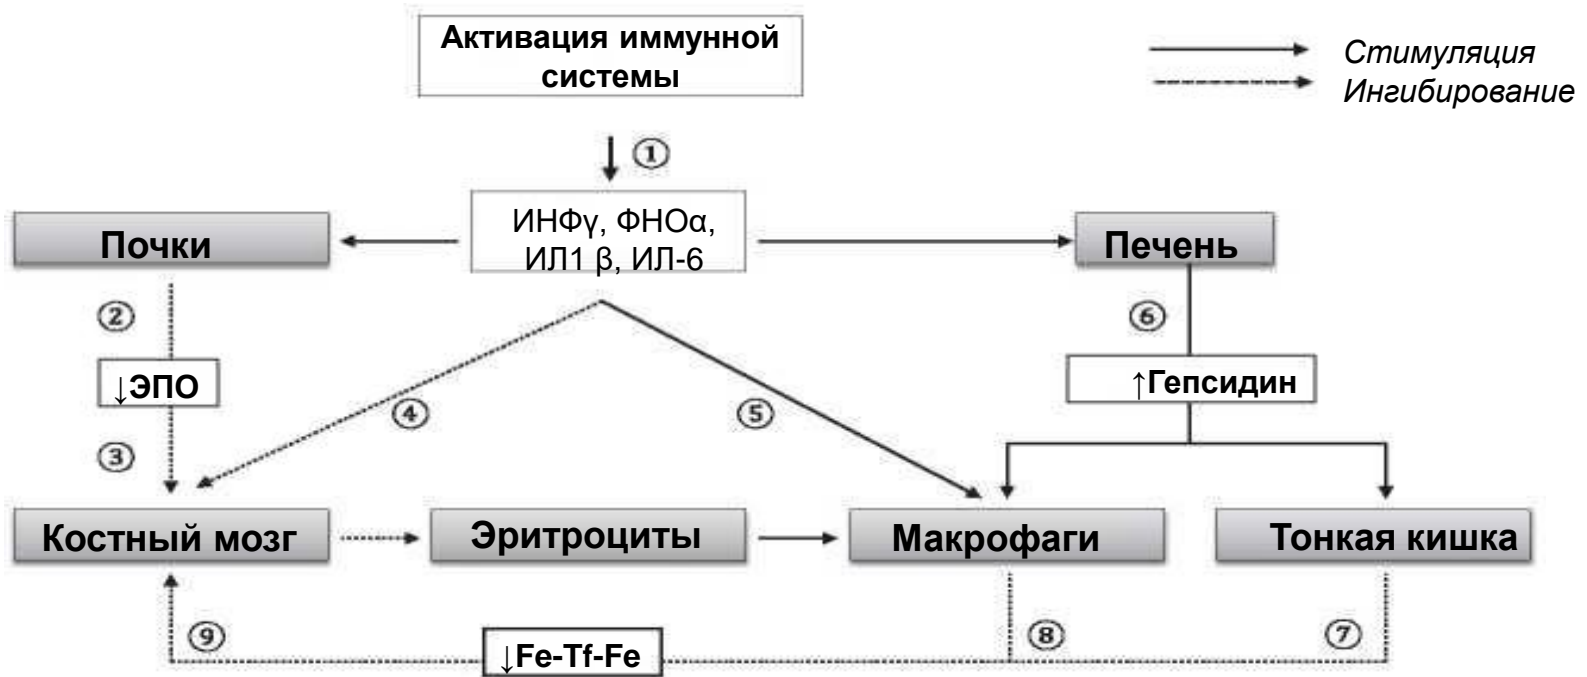 Активация иммунной
системы
Стимуляция
Ингибирование
①
Почки
ИНФγ, ФНОα,
ИЛ1 β, ИЛ-6
Печень
②
⑥
↓ЭПО
↑Гепсидин
④
⑤
③
Костный мозг
Эритроциты
Макрофаги
Тонкая кишка
⑨
↓Fe-Tf-Fe
⑧
⑦